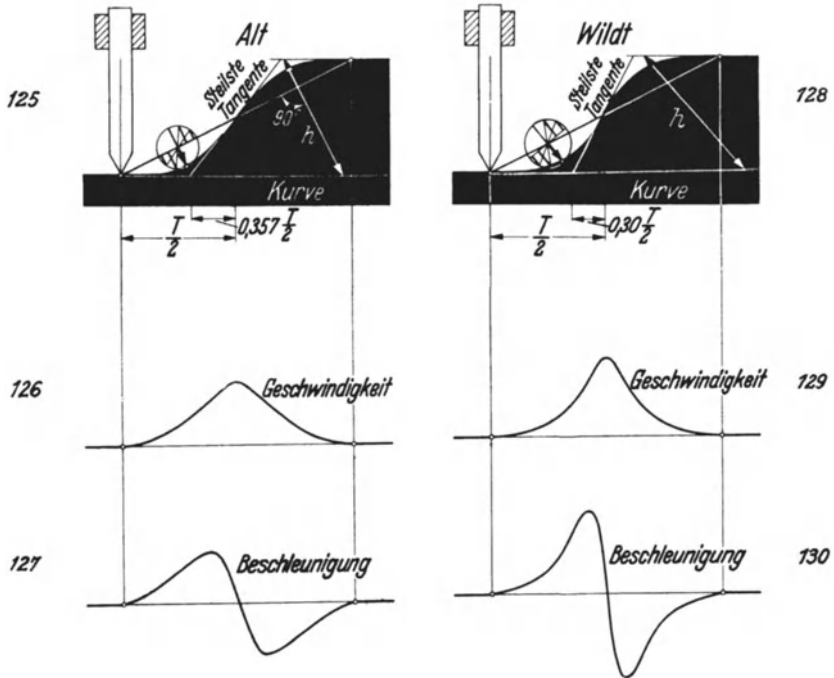 Alt
125
Steilste
Tangente
90°
h
Kurve
0,357 T/2
T/2
126
Geschwindigkeit
127
Beschleunigung
Wildt
128
Steilste
Tangente
h
Kurve
0,30 T/2
T/2
Geschwindigkeit
129
Beschleunigung
130